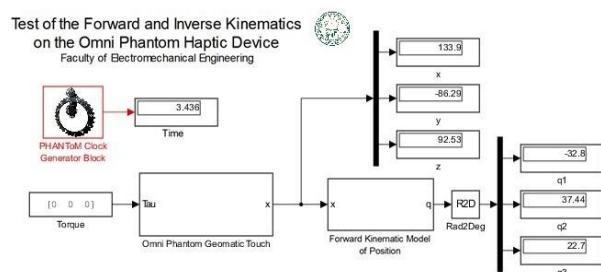 Test of the Forward and Inverse Kinematics
on the Omni Phantom Haptic Device
Faculty of Electromechanical Engineering
133.9
x
-86.29
y
92.53
z
3.436
Time
PHANToM Clock
Generator Block
[0 0 0]
Torque
Tau
x
Omni Phantom Geomatic Touch
x
q
Forward Kinematic Model
of Position
R2D
Rad2Deg
-32.8
q1
37.44
q2
22.7
q3